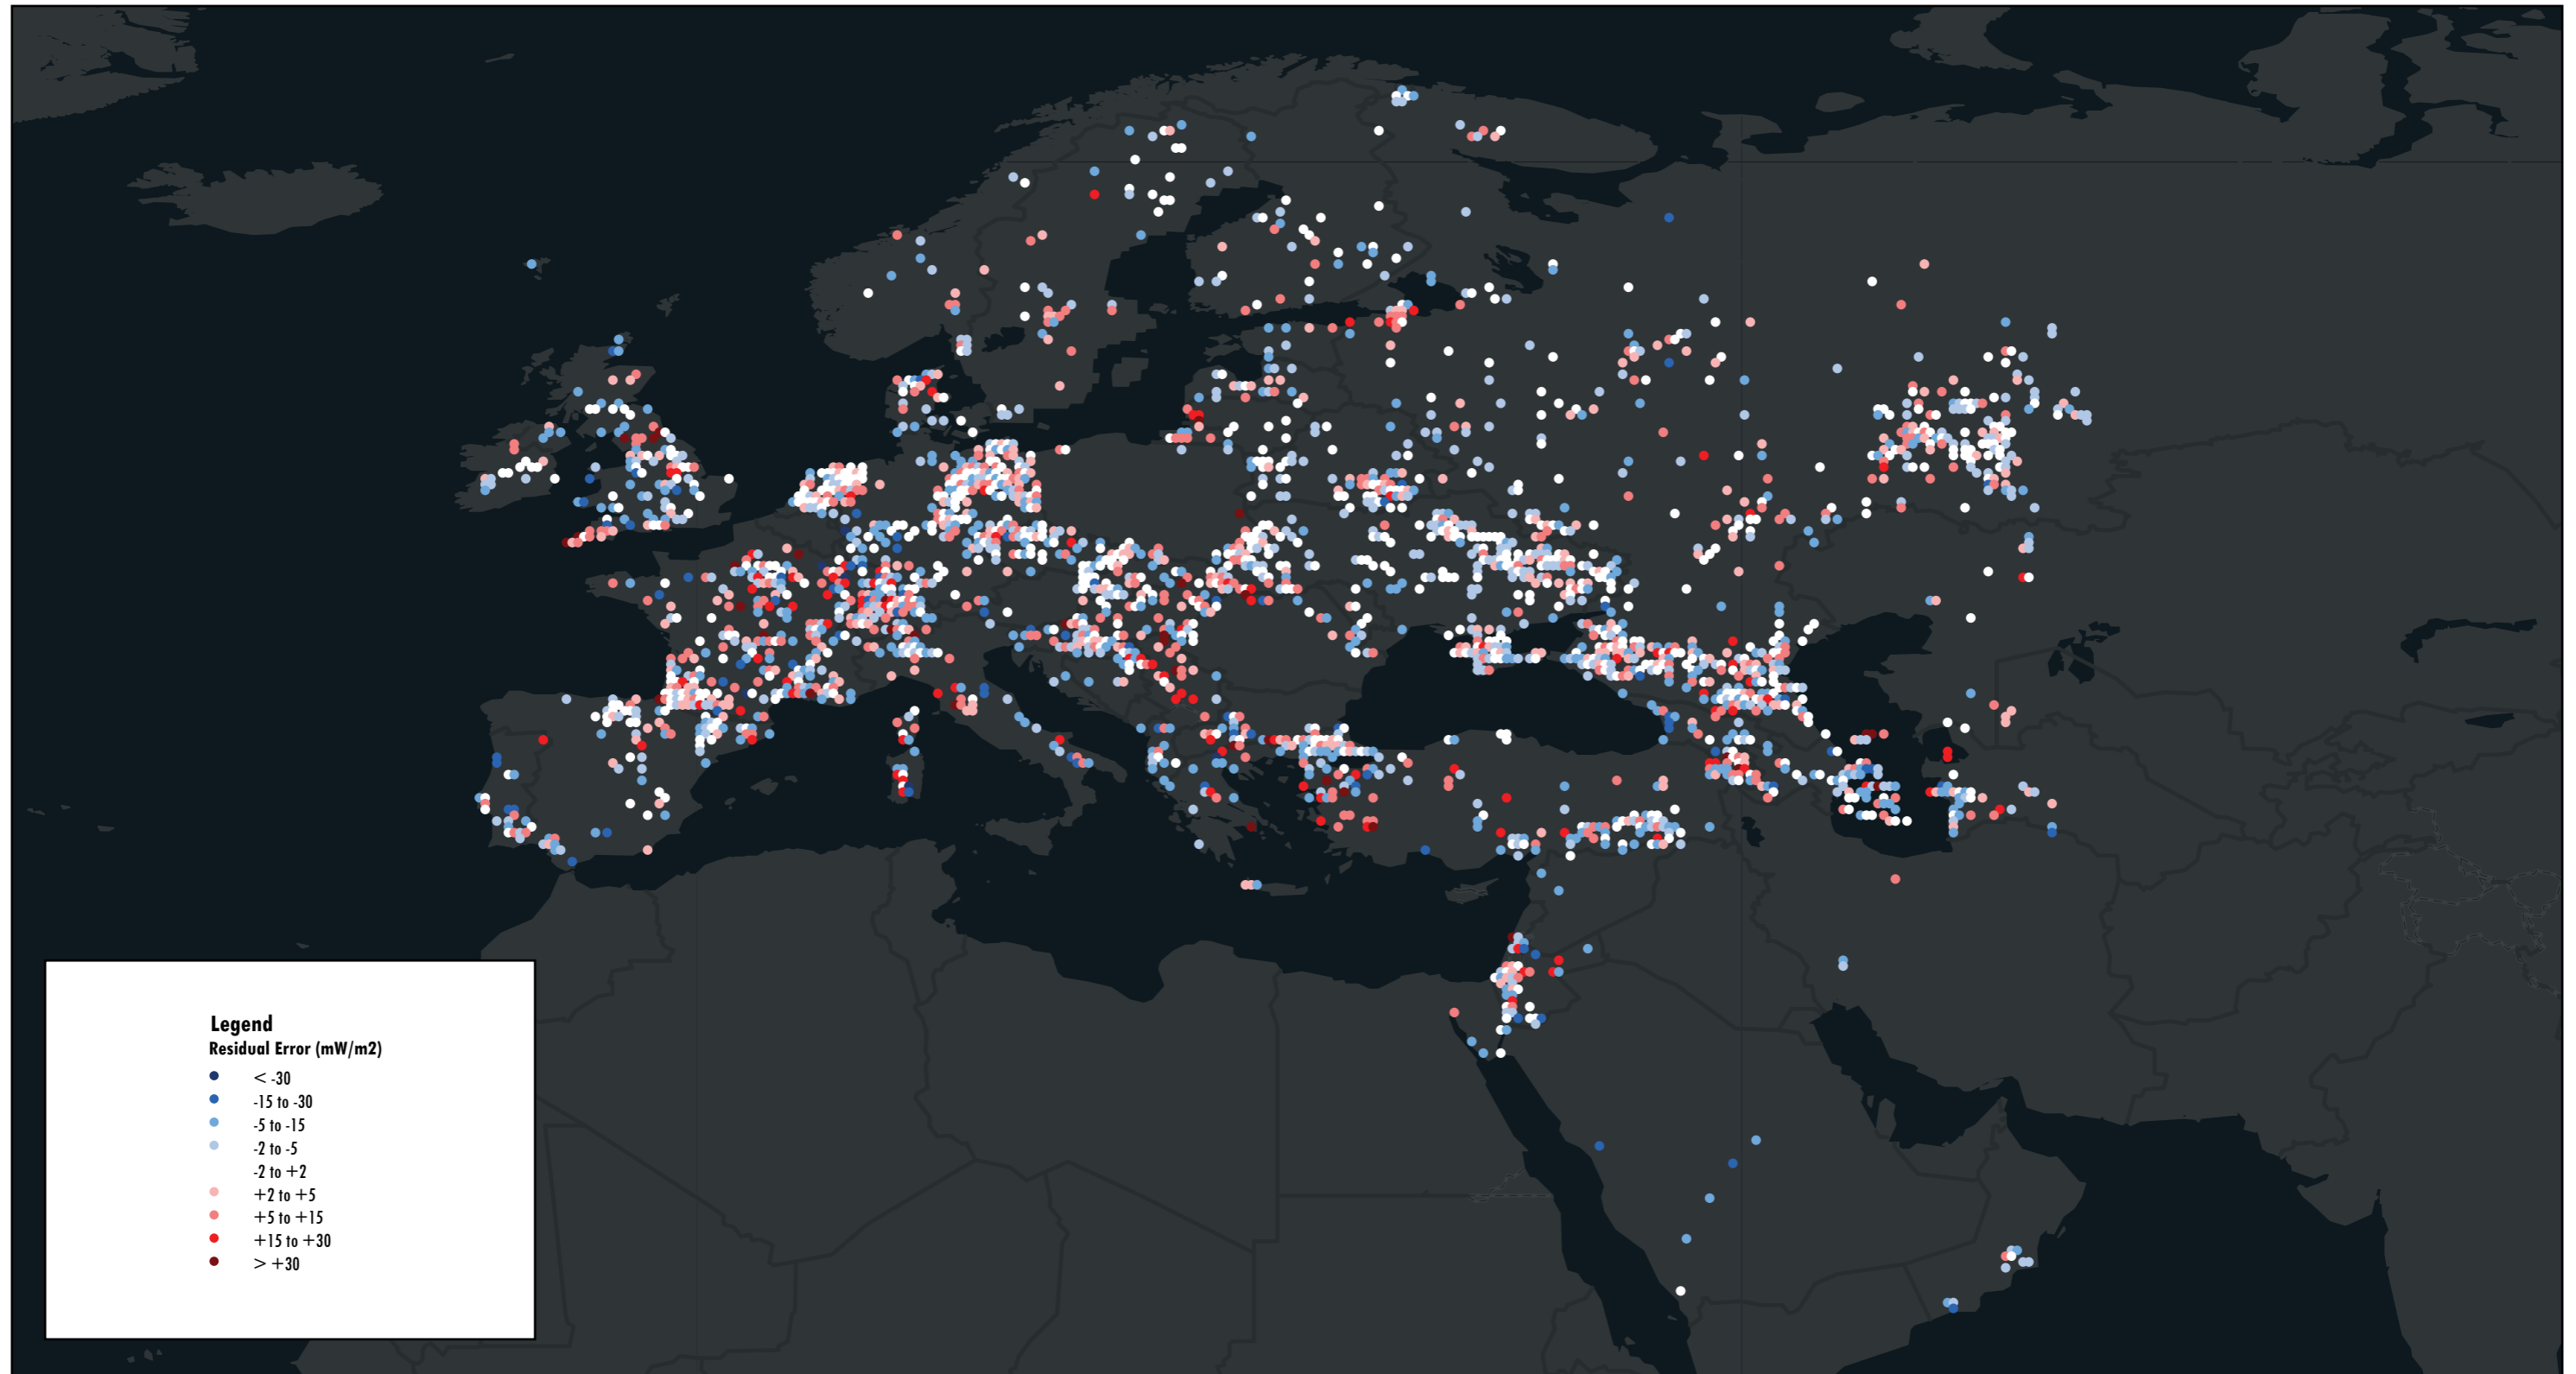 Legend
Residual Error (mW/m2)
< -30
-15 to -30
-5 to -15
-2 to -5
-2 to +2
+2 to +5
+5 to +15
+15 to +30
> +30